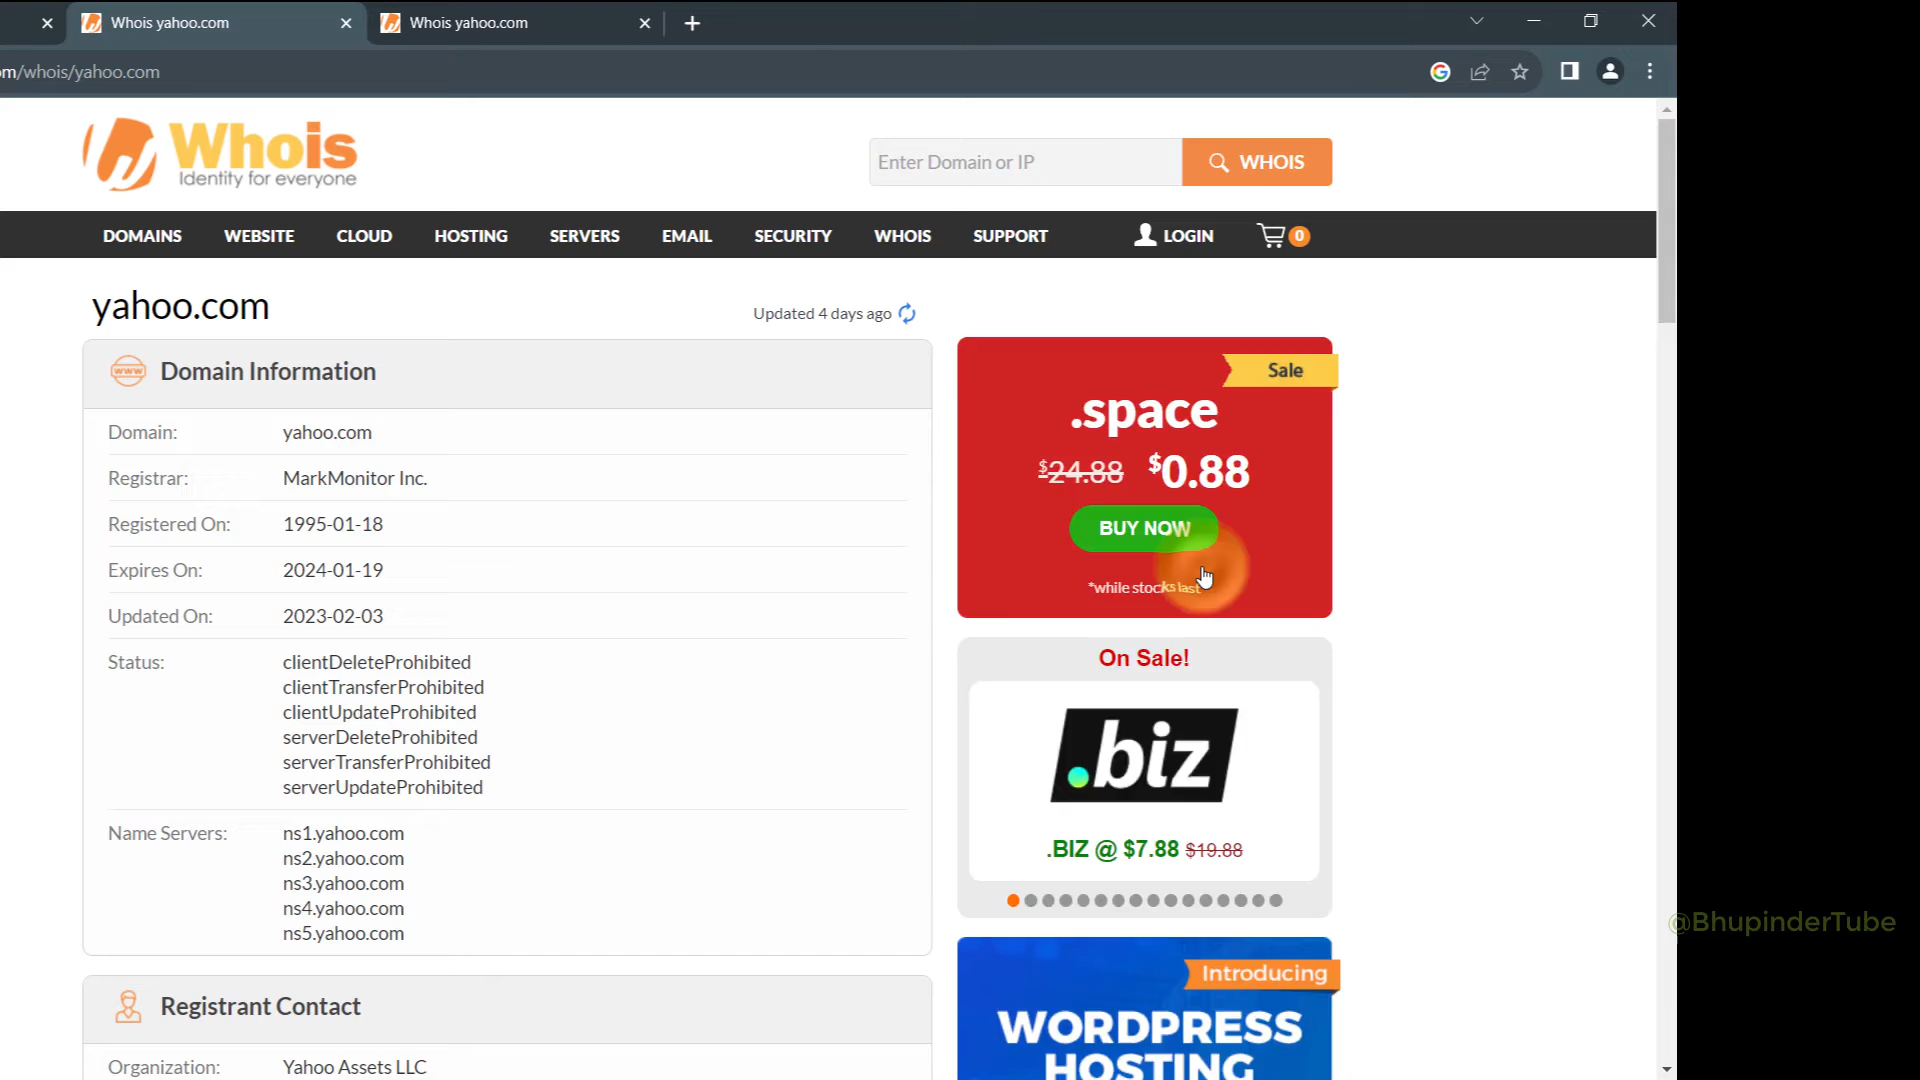 Whois yahoo.com
Whois yahoo.com
om/whois/yahoo.com
Whois
Identity for everyone
Enter Domain or IP
WHOIS
DOMAINS WEBSITE CLOUD HOSTING SERVERS EMAIL SECURITY WHOIS SUPPORT LOGIN 0
yahoo.com
Updated 4 days ago
Domain Information
Domain: yahoo.com
Registrar: MarkMonitor Inc.
Registered On: 1995-01-18
Expires On: 2024-01-19
Updated On: 2023-02-03
Status: clientDeleteProhibited
clientTransferProhibited
clientUpdateProhibited
serverDeleteProhibited
serverTransferProhibited
serverUpdateProhibited
Name Servers: ns1.yahoo.com
ns2.yahoo.com
ns3.yahoo.com
ns4.yahoo.com
ns5.yahoo.com
Registrant Contact
Organization: Yahoo Assets LLC
Sale
.space
$24.88 $0.88
BUY NOW
*while stocks last
On Sale!
.biz
.BIZ @ $7.88 $19.88
Introducing
WORDPRESS
HOSTING
@BhupinderTube